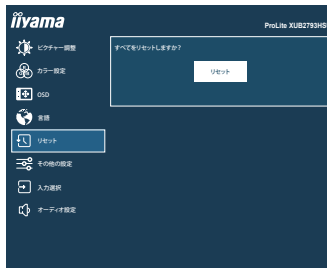 iiyama
ProLite XUB2793HS
ピクチャー調整
すべてをリセットしますか?
カラー設定
リセット
OSD
言語
リセット
その他の設定
入力選択
オーディオ設定